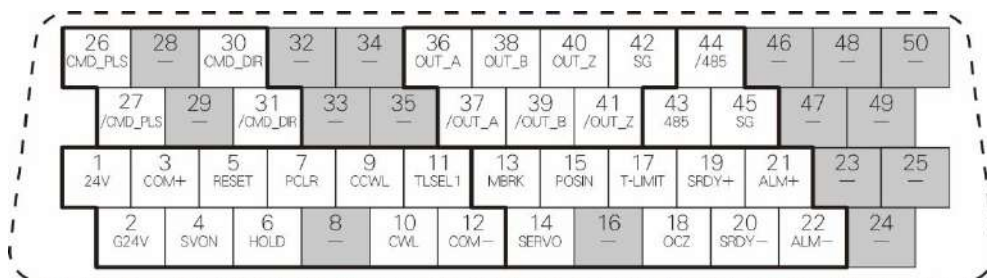 26 28 30 32 34 36 38 40 42 44 46 48 50
CMD_PLS — CMD_DIR — — OUT_A OUT_B OUT_Z SG /485 — — —
27 29 31 33 35 37 39 41 43 45 47 49
/CMD_PLS — /CMD_DIR — — /OUT_A /OUT_B /OUT_Z 485 SG — —
1 3 5 7 9 11 13 15 17 19 21 23 25
24V COM+ RESET PCLR CCWL TLSEL1 MBRK POSIN T-LIMIT SRDY+ ALM+ — —
2 4 6 8 10 12 14 16 18 20 22 24
G24V SVON HOLD — CWL COM− SERVO — OCZ SRDY− ALM− —